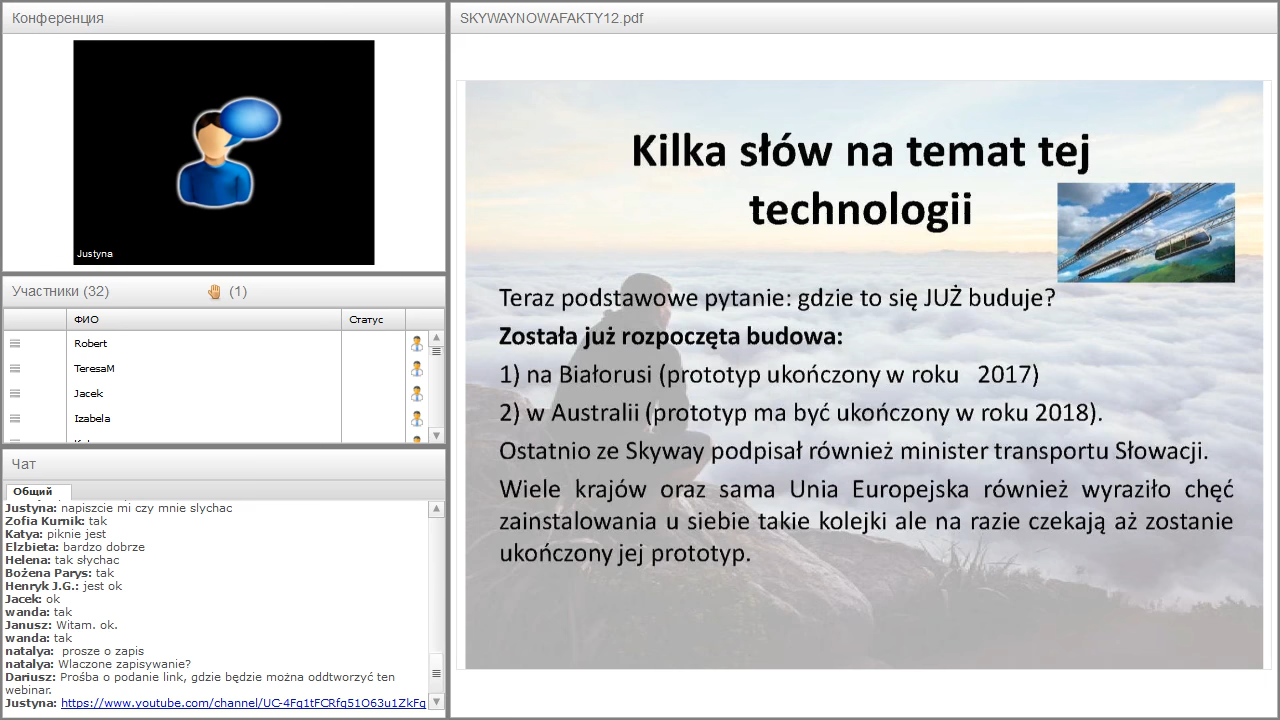 Конференция
Justyna
Участники (32)
(1)
ФИО
Статус
Robert
TeresaM
Jacek
Izabela
Чат
Общий
Justyna: napiszcie mi czy mnie slychac
Zofia Kurnik: tak
Katya: piknie jest
Elzbieta: bardzo dobrze
Helena: tak słychac
Bożena Parys: tak
Henryk J.G.: jest ok
Jacek: ok
wanda: tak
Janusz: Witam. ok.
wanda: tak
natalya: prosze o zapis
natalya: Wlaczone zapisywanie?
Dariusz: Prośba o podanie link, gdzie będzie można oddtworzyć ten
webinar.
Justyna: https://www.youtube.com/channel/UC-4Fq1tFCRfq51O63u1ZkFg
SKYWAYNOWAFAKTY12.pdf
Kilka słów na temat tej
technologii
Teraz podstawowe pytanie: gdzie to się JUŻ buduje?
Została już rozpoczęta budowa:
1) na Białorusi (prototyp ukończony w roku 2017)
2) w Australii (prototyp ma być ukończony w roku 2018).
Ostatnio ze Skyway podpisał również minister transportu Słowacji.
Wiele krajów oraz sama Unia Europejska również wyraziło chęć
zainstalowania u siebie takie kolejki ale na razie czekają aż zostanie
ukończony jej prototyp.